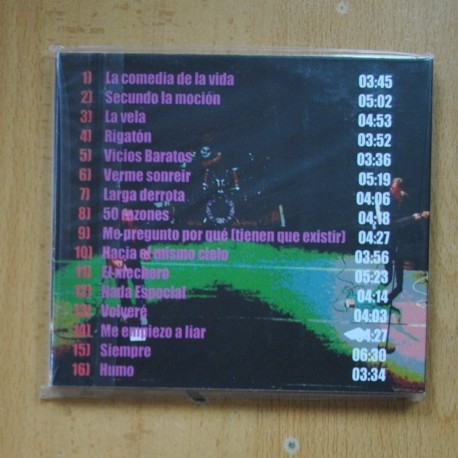 1) La comedia de la vida 03:45
2) Secundo la moción 05:02
3) La vela 04:53
4) Rigatón 03:52
5) Vicios Baratos 03:36
6) Verme sonreir 05:19
7) Larga derrota 04:06
8) 50 razones 04:18
9) Me pregunto por qué (tienen que existir) 04:27
10) Hacia el mismo cielo 03:56
11) El mechero 05:23
12) Nada Especial 04:14
13) Volveré 04:03
14) Me empiezo a liar 04:27
15) Siempre 06:30
16) Humo 03:34